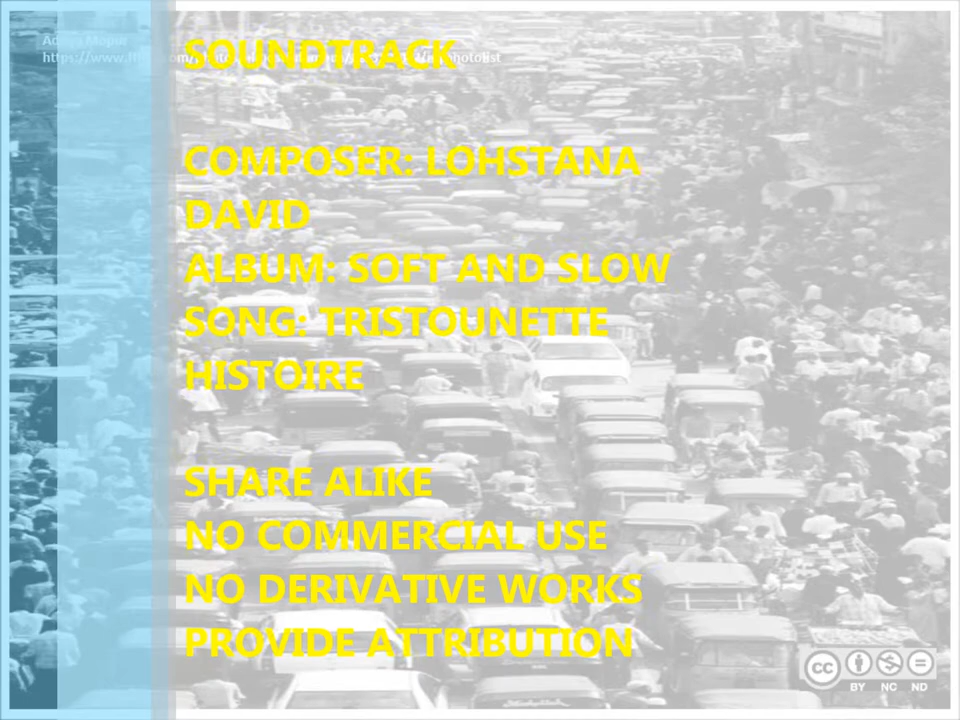 SOUNDTRACK
COMPOSER: LOHSTANA
DAVID
ALBUM: SOFT AND SLOW
SONG: TRISTOUNETTE
HISTOIRE
SHARE ALIKE
NO COMMERCIAL USE
NO DERIVATIVE WORKS
PROVIDE ATTRIBUTION
cc
BY NC ND